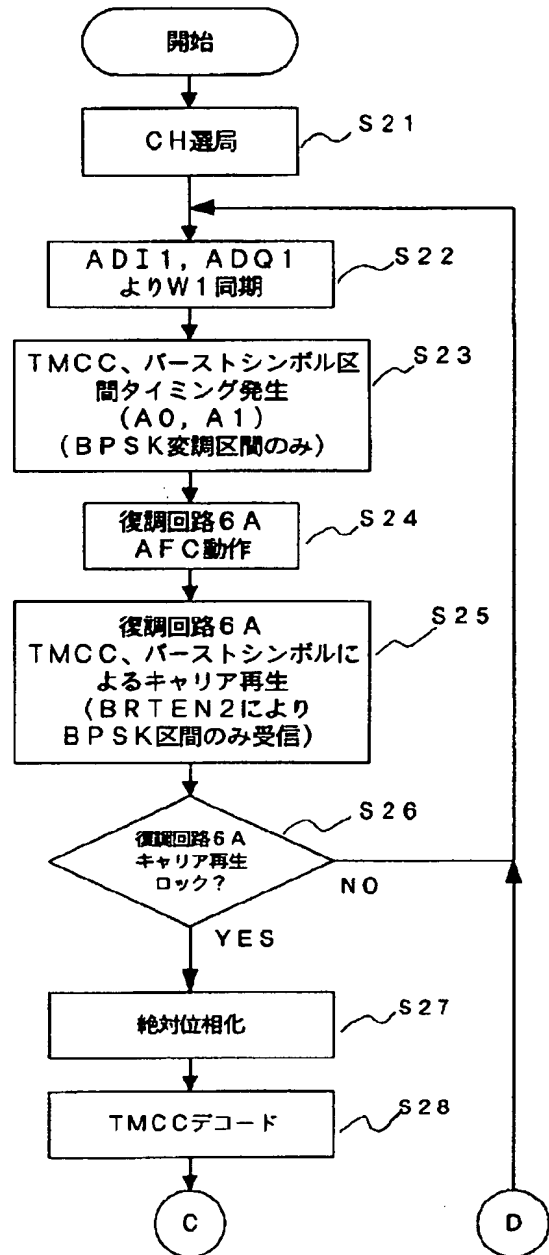 開始
CH選局
S21
ADI1, ADQ1
よりW1同期
S22
TMCC、バーストシンボル区
間タイミング発生
(A0, A1)
(BPSK変調区間のみ)
S23
復調回路6A
AFC動作
S24
復調回路6A
TMCC、バーストシンボルに
よるキャリア再生
(BRTEN2により
BPSK区間のみ受信)
S25
復調回路6A
キャリア再生
ロック?
S26
NO
YES
絶対位相化
S27
TMCCデコード
S28
C
D